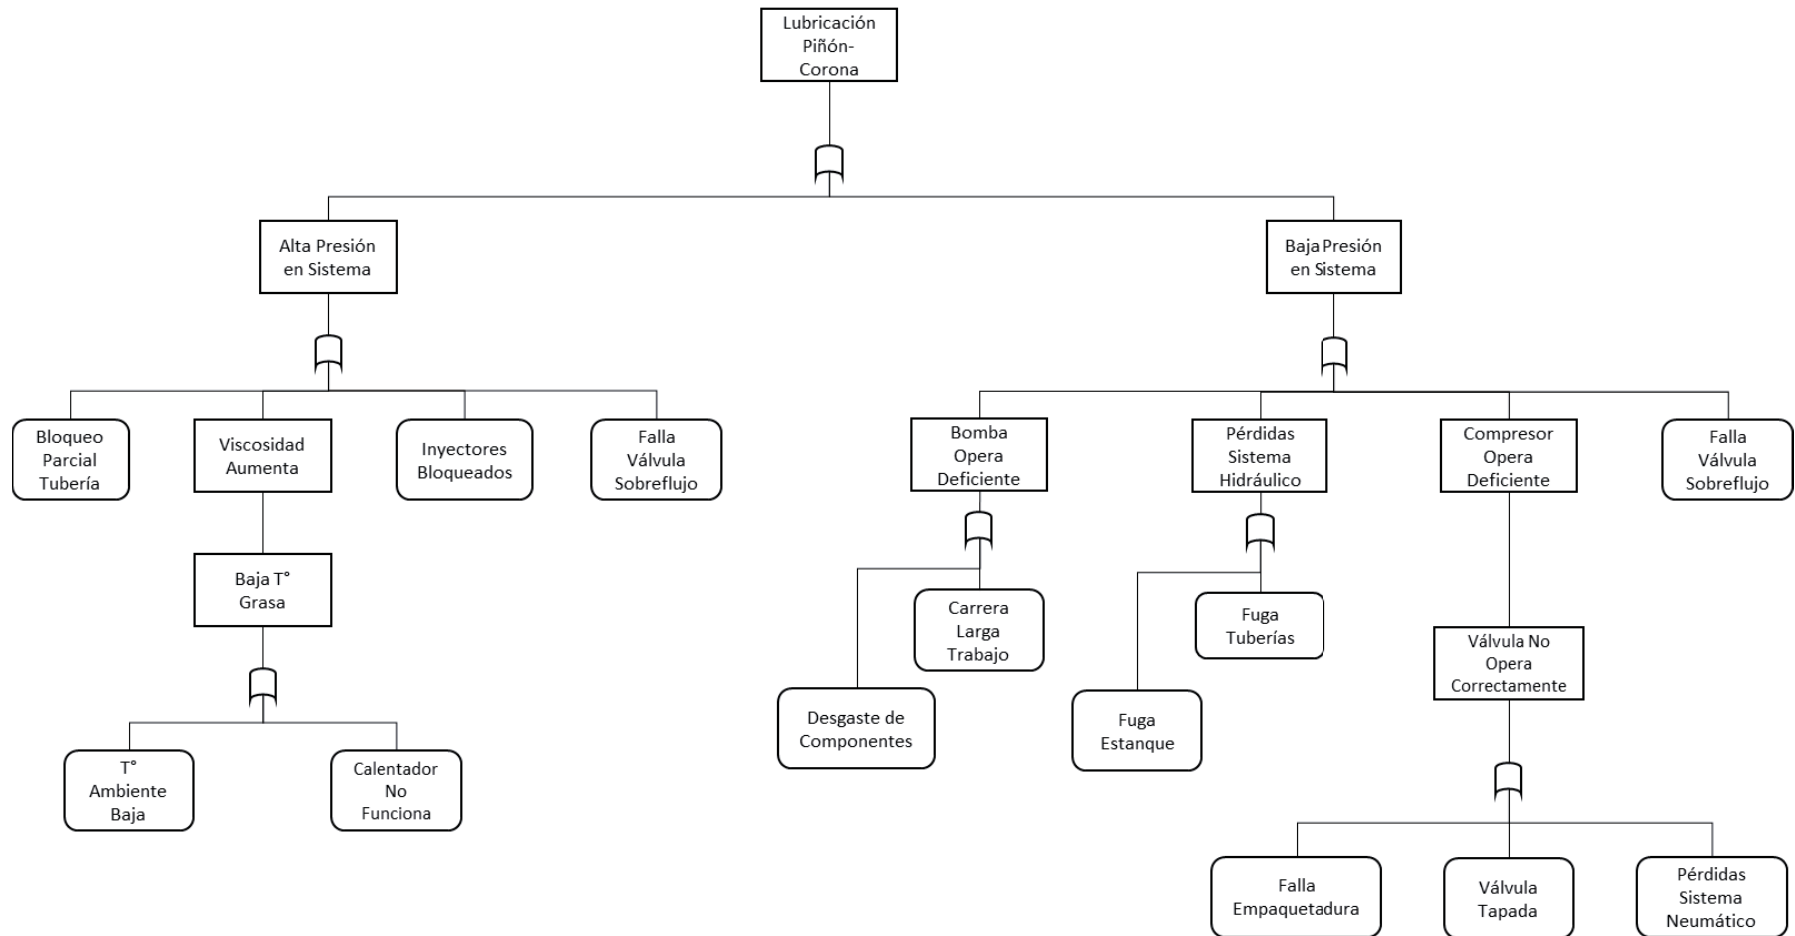 Lubricación
Piñón-
Corona
Alta Presión
en Sistema
Baja Presión
en Sistema
Bloqueo
Parcial
Tubería
Viscosidad
Aumenta
Inyectores
Bloqueados
Falla
Válvula
Sobreflujo
Bomba
Opera
Deficiente
Pérdidas
Sistema
Hidráulico
Compresor
Opera
Deficiente
Falla
Válvula
Sobreflujo
Baja T°
Grasa
Carrera
Larga
Trabajo
Fuga
Tuberías
Válvula No
Opera
Correctamente
Desgaste de
Componentes
Fuga
Estanque
T°
Ambiente
Baja
Calentador
No
Funciona
Falla
Empaquetadura
Válvula
Tapada
Pérdidas
Sistema
Neumático